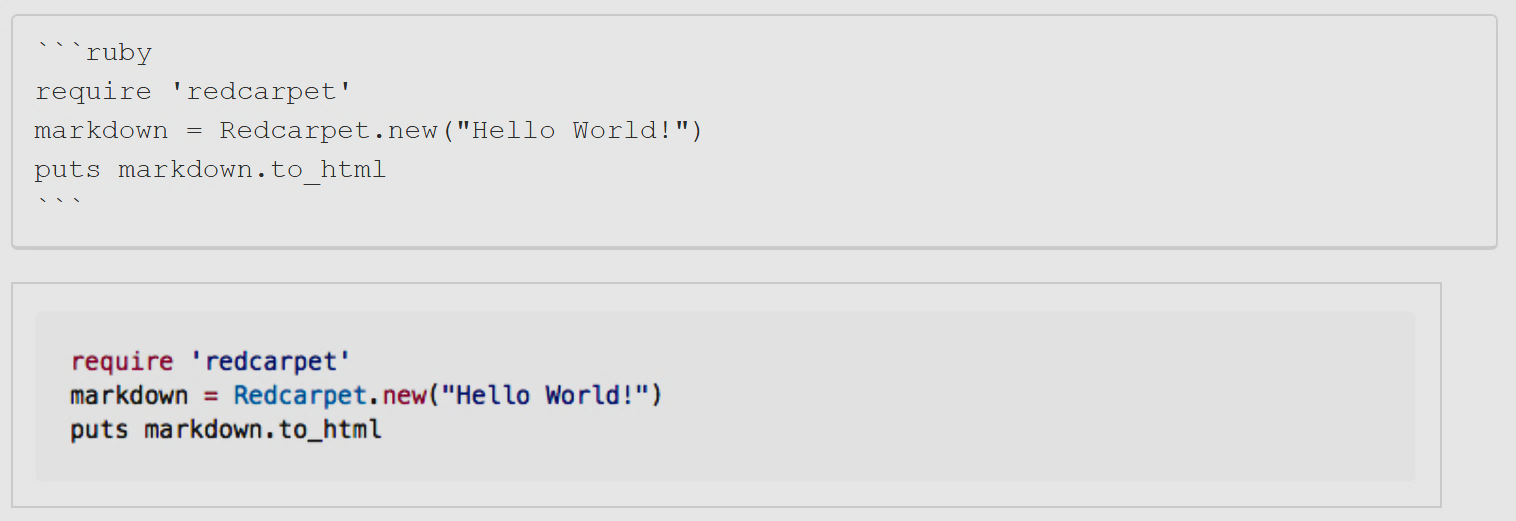 ```ruby
require 'redcarpet'
markdown = Redcarpet.new("Hello World!")
puts markdown.to_html
```
require 'redcarpet'
markdown = Redcarpet.new("Hello World!")
puts markdown.to_html